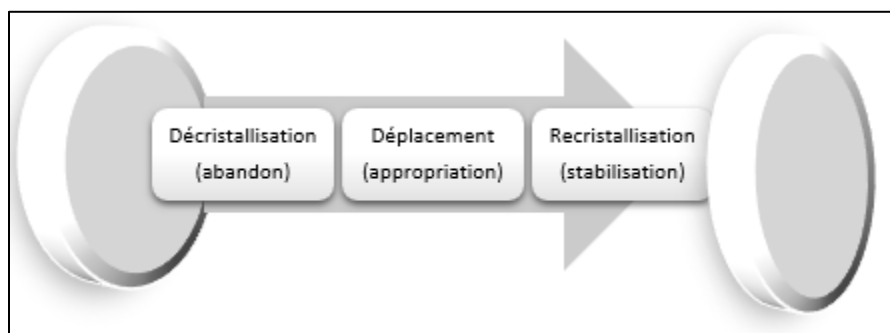 Décristallisation
(abandon)
Déplacement
(appropriation)
Recristallisation
(stabilisation)